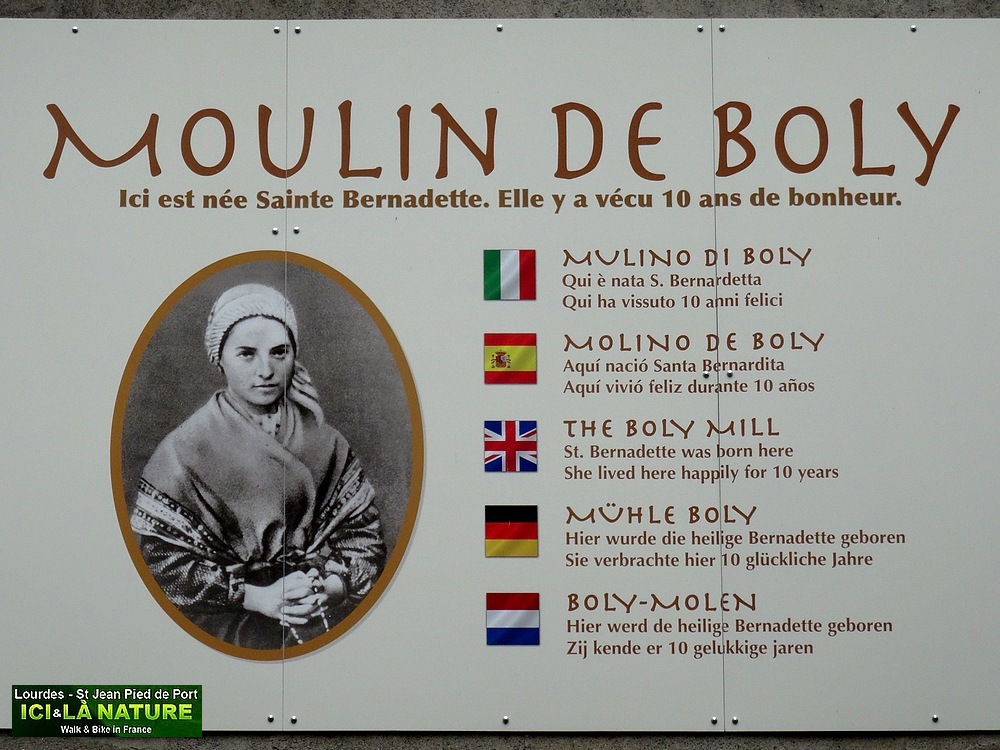 MOULIN DE BOLY
Ici est née Sainte Bernadette. Elle y a vécu 10 ans de bonheur.
MULINO DI BOLY
Qui è nata S. Bernardetta
Qui ha vissuto 10 anni felici
MOLINO DE BOLY
Aquí nació Santa Bernardita
Aquí vivió feliz durante 10 años
THE BOLY MILL
St. Bernadette was born here
She lived here happily for 10 years
MÜHLE BOLY
Hier wurde die heilige Bernadette geboren
Sie verbrachte hier 10 glückliche Jahre
BOLY-MOLEN
Hier werd de heilige Bernadette geboren
Zij kende er 10 gelukkige jaren
Lourdes - St Jean Pied de Port
ICI & LÀ NATURE
Walk & Bike in France